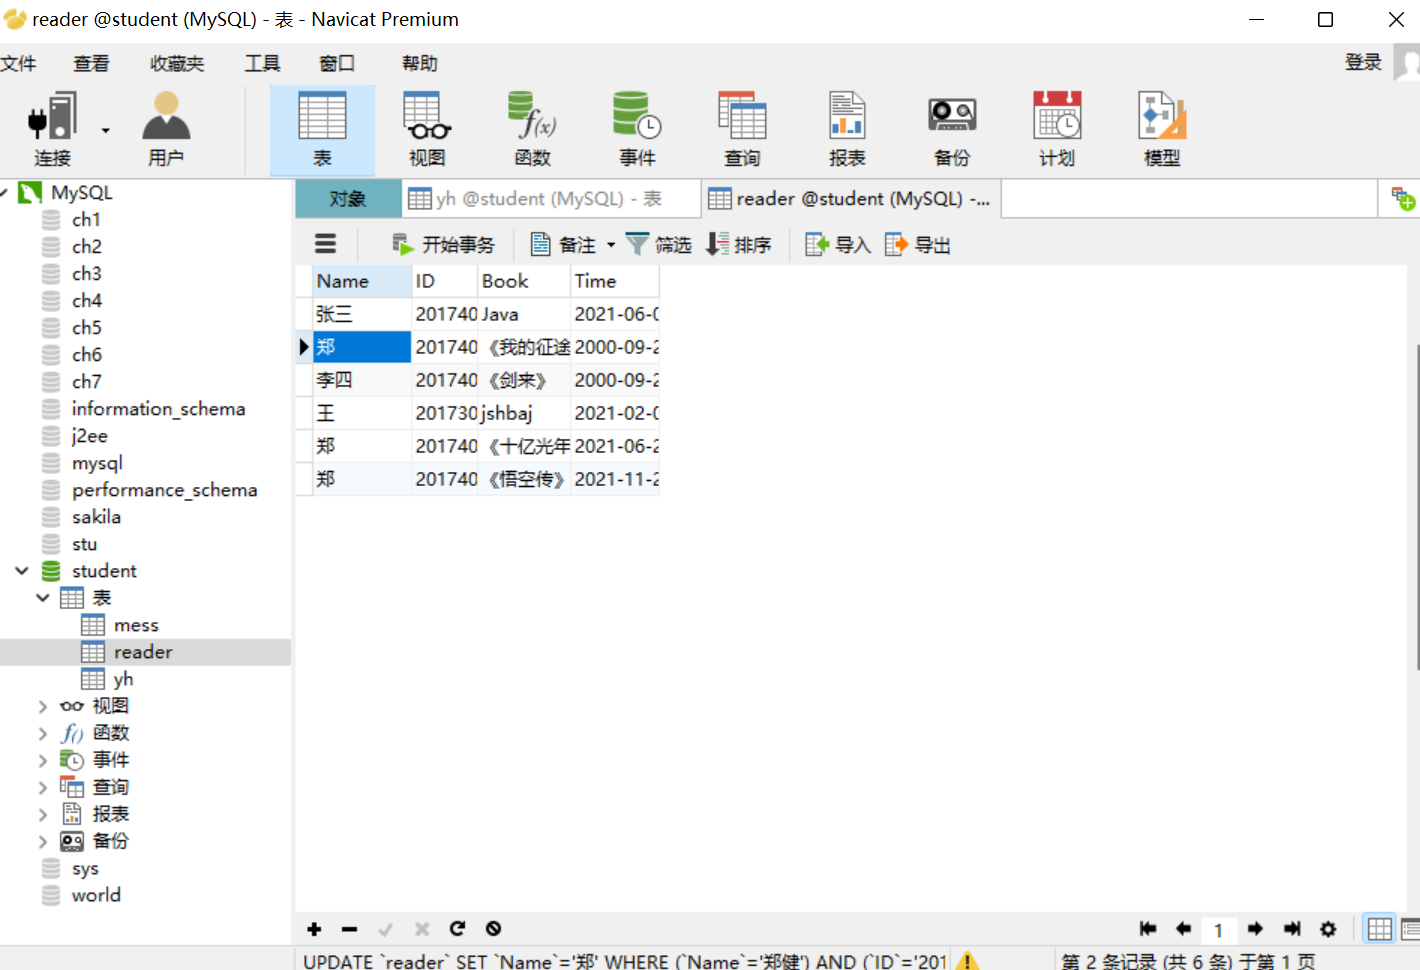 reader @student (MySQL) - 表 - Navicat Premium
文件 查看 收藏夹 工具 窗口 帮助 登录
连接 用户 表 视图 函数 事件 查询 报表 备份 计划 模型
对象 yh @student (MySQL) - 表 reader @student (MySQL) -...
开始事务 备注 筛选 排序 导入 导出
Name ID Book Time
张三 201740 Java 2021-06-0
郑 201740 《我的征途 2000-09-2
李四 201740 《剑来》 2000-09-2
王 201730 jshbaj 2021-02-0
郑 201740 《十亿光年 2021-06-2
郑 201740 《悟空传》 2021-11-2
MySQL
ch1
ch2
ch3
ch4
ch5
ch6
ch7
information_schema
j2ee
mysql
performance_schema
sakila
stu
student
表
mess
reader
yh
视图
f() 函数
事件
查询
报表
备份
sys
world
1
UPDATE `reader` SET `Name`='郑' WHERE (`Name`='郑健') AND (`ID`='201
第 2 条记录 (共 6 条) 于第 1 页